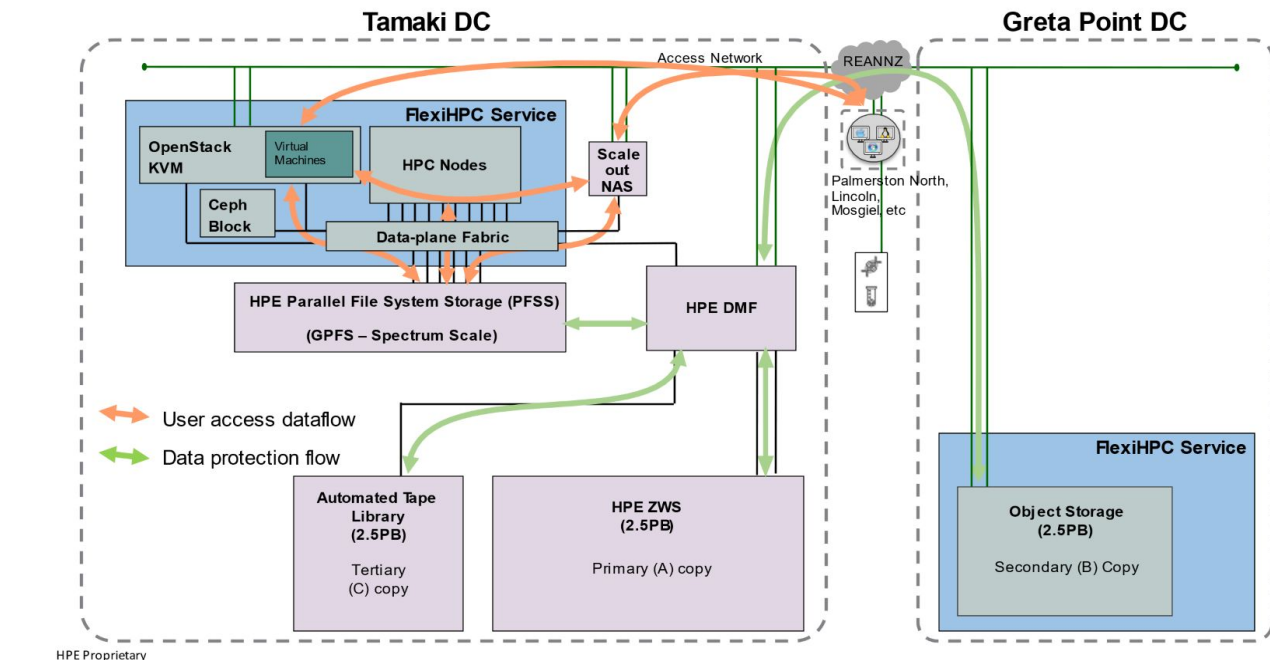 Tamaki DC
Greta Point DC
Access Network
REANNZ
FlexiHPC Service
OpenStack
KVM
Virtual
Machines
HPC Nodes
Scale
out
NAS
Ceph
Block
Data-plane Fabric
Palmerston North,
Lincoln,
Mosgiel, etc
HPE Parallel File System Storage (PFSS)
(GPFS – Spectrum Scale)
HPE DMF
User access dataflow
Data protection flow
FlexiHPC Service
Automated Tape
Library
(2.5PB)
Tertiary
(C) copy
HPE ZWS
(2.5PB)
Primary (A) copy
Object Storage
(2.5PB)
Secondary (B) Copy
HPE Proprietary